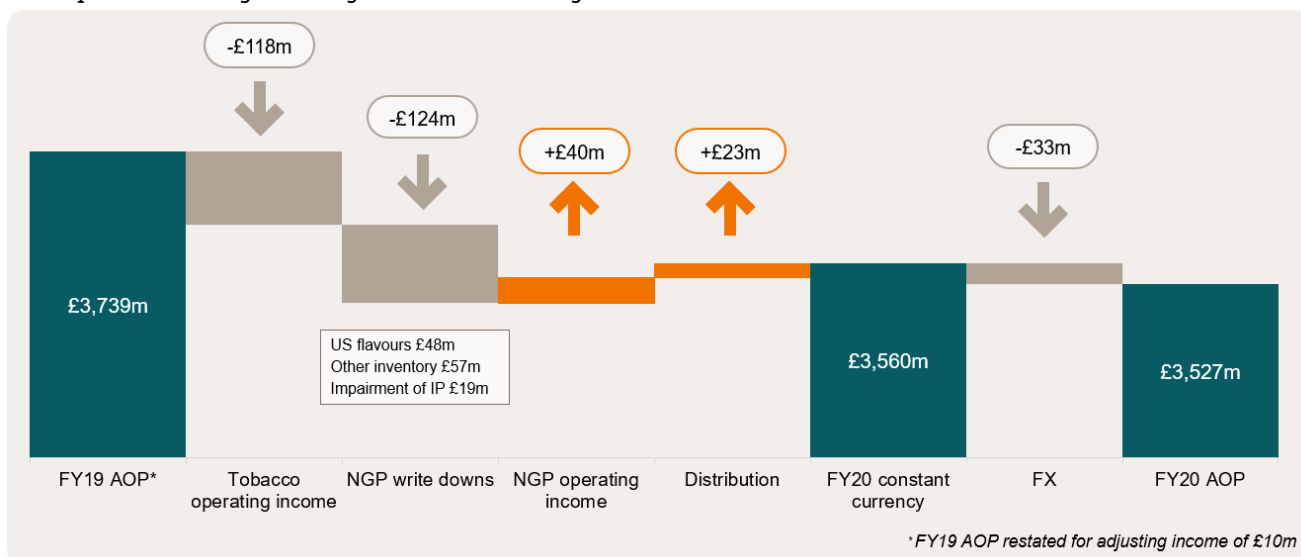 -£118m
-£124m
+£40m
+£23m
-£33m
£3,739m
US flavours £48m
Other inventory £57m
Impairment of IP £19m
£3,560m
£3,527m
FY19 AOP*
Tobacco
operating income
NGP write downs
NGP operating
income
Distribution
FY20 constant
currency
FX
FY20 AOP
*FY19 AOP restated for adjusting income of £10m